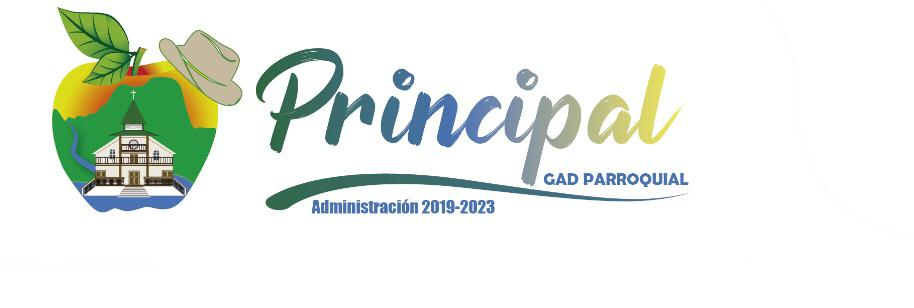 Principal
GAD PARROQUIAL
Administración 2019-2023